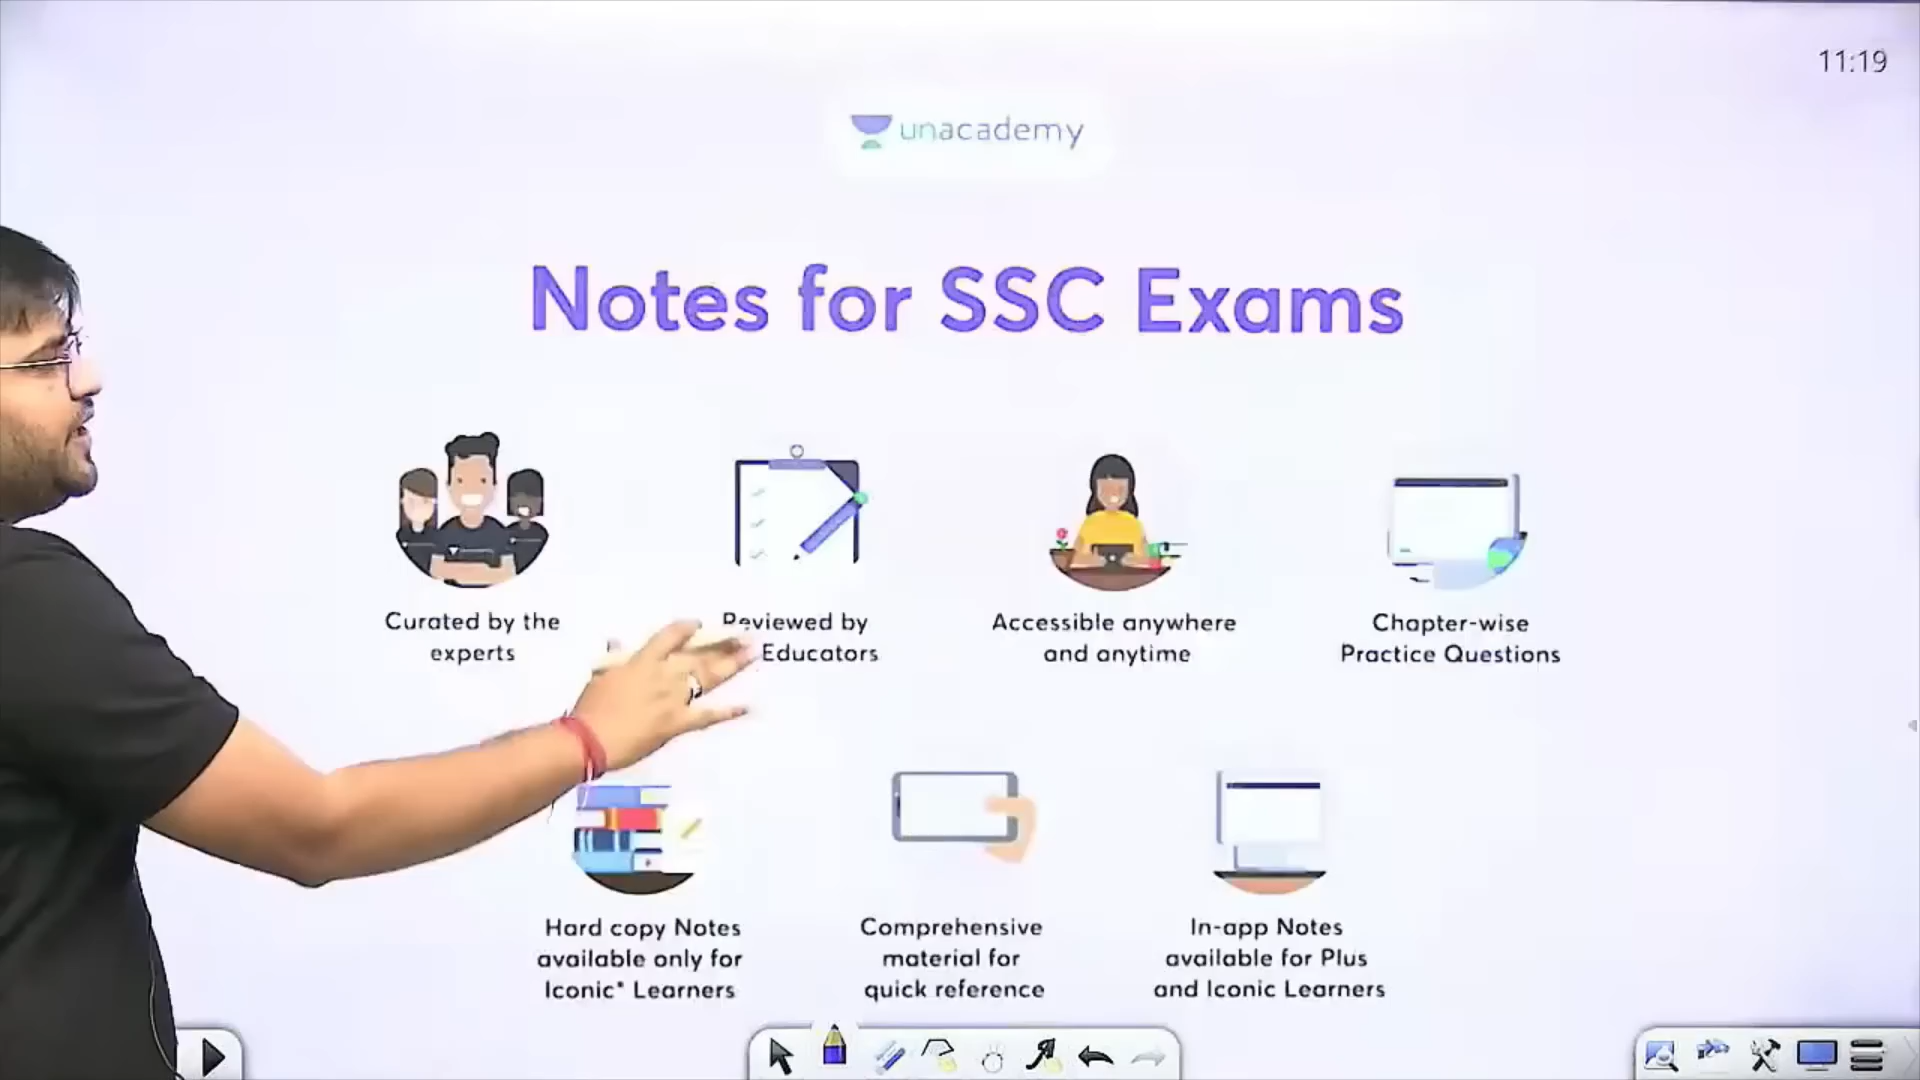 11:19
unacademy
Notes for SSC Exams
Curated by the
experts
Reviewed by
Educators
Accessible anywhere
and anytime
Chapter-wise
Practice Questions
Hard copy Notes
available only for
Iconic* Learners
Comprehensive
material for
quick reference
In-app Notes
available for Plus
and Iconic Learners